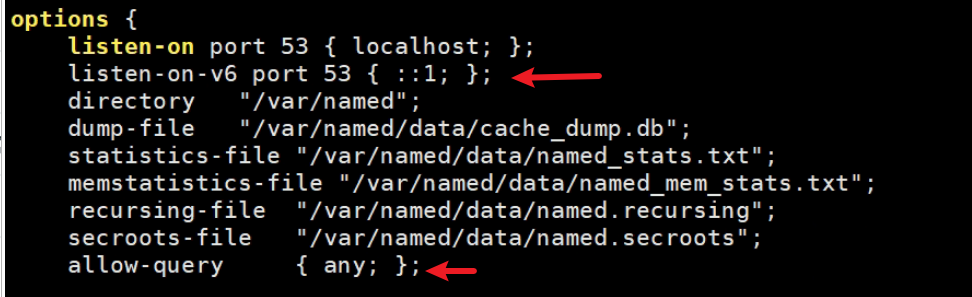 options {
listen-on port 53 { localhost; };
listen-on-v6 port 53 { ::1; };
directory "/var/named";
dump-file "/var/named/data/cache_dump.db";
statistics-file "/var/named/data/named_stats.txt";
memstatistics-file "/var/named/data/named_mem_stats.txt";
recursing-file "/var/named/data/named.recursing";
secroots-file "/var/named/data/named.secroots";
allow-query { any; };